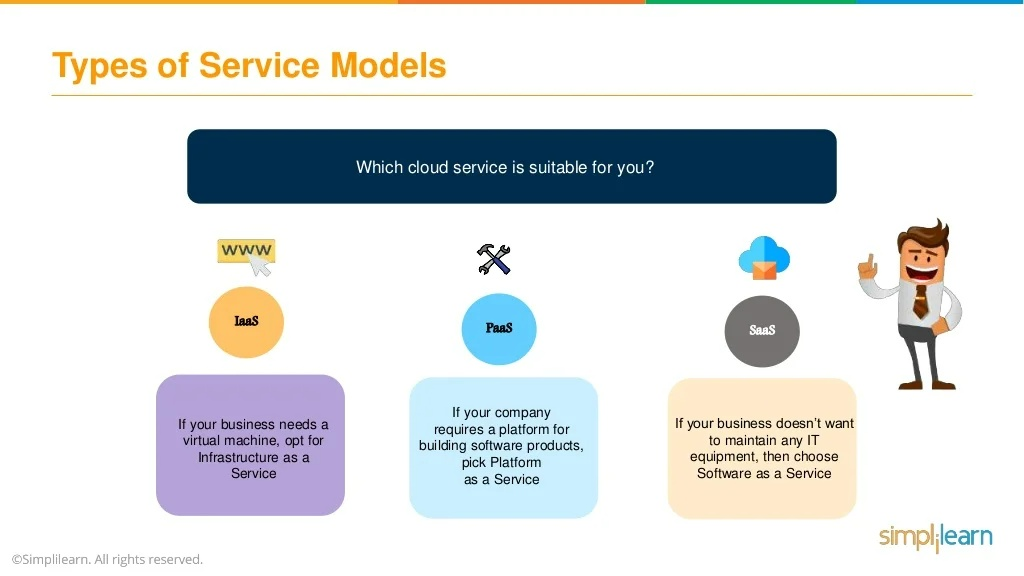 Types of Service Models
Which cloud service is suitable for you?
WWW
IaaS
PaaS
SaaS
If your business needs a
virtual machine, opt for
Infrastructure as a
Service
If your company
requires a platform for
building software products,
pick Platform
as a Service
If your business doesn’t want
to maintain any IT
equipment, then choose
Software as a Service
simplilearn
©Simplilearn. All rights reserved.